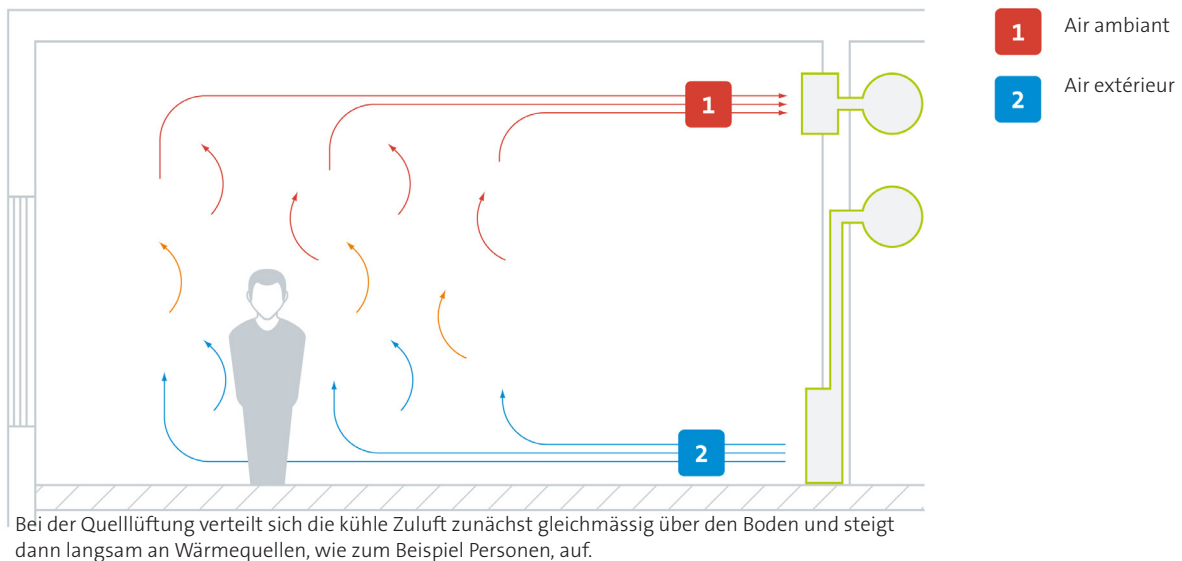 1 Air ambiant
2 Air extérieur
1
2
Bei der Quelllüftung verteilt sich die kühle Zuluft zunächst gleichmässig über den Boden und steigt
dann langsam an Wärmequellen, wie zum Beispiel Personen, auf.